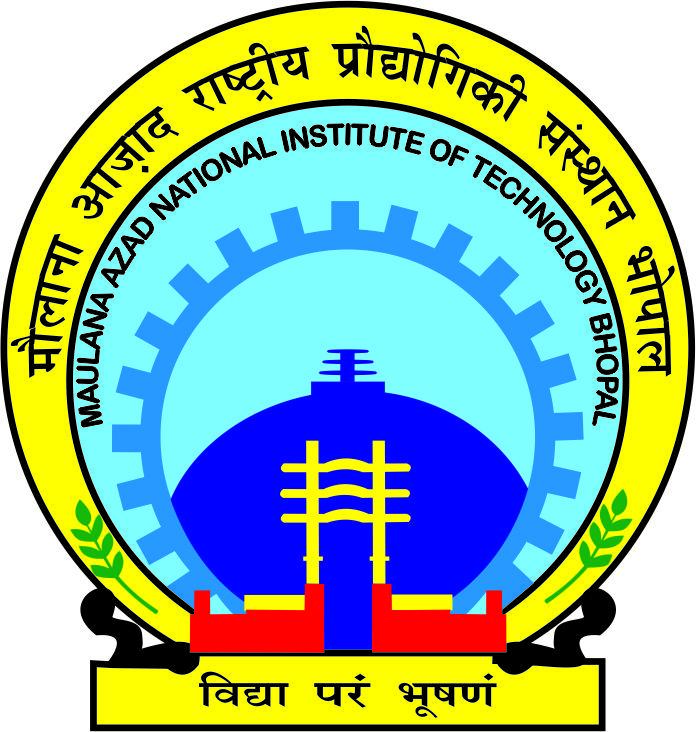 मौलाना आज़ाद राष्ट्रीय प्रौद्योगिकी संस्थान भोपाल
MAULANA AZAD NATIONAL INSTITUTE OF TECHNOLOGY BHOPAL
विद्या परं भूषणं